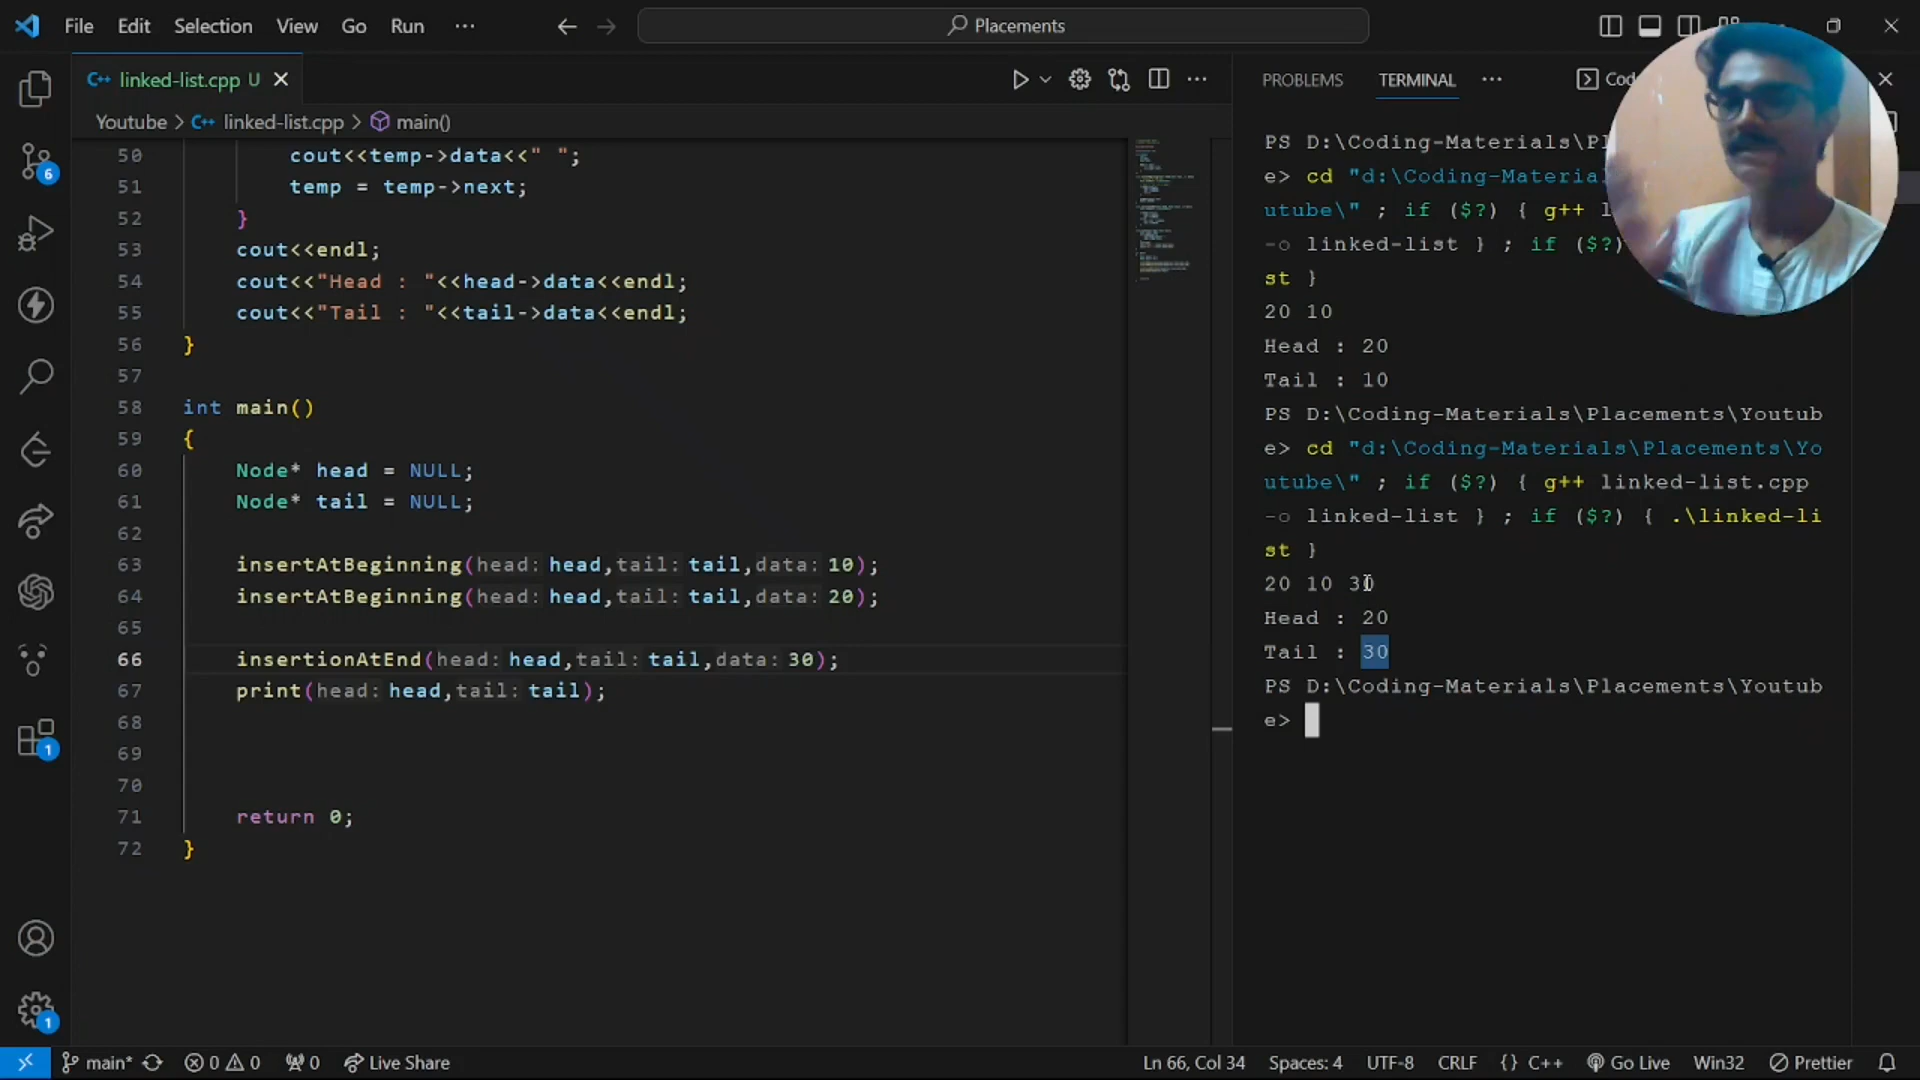 File Edit Selection View Go Run ··· Placements
linked-list.cpp U
Youtube > linked-list.cpp > main()
50 cout<<temp->data<<" ";
51 temp = temp->next;
52 }
53 cout<<endl;
54 cout<<"Head : "<<head->data<<endl;
55 cout<<"Tail : "<<tail->data<<endl;
56 }
57
58 int main()
59 {
60 Node* head = NULL;
61 Node* tail = NULL;
62
63 insertAtBeginning(head: head,tail: tail,data: 10);
64 insertAtBeginning(head: head,tail: tail,data: 20);
65
66 insertionAtEnd(head: head,tail: tail,data: 30);
67 print(head: head,tail: tail);
68
69
70
71 return 0;
72 }
PROBLEMS TERMINAL ···
PS D:\Coding-Materials\Pl
e> cd "d:\Coding-Materia
utube\" ; if ($?) { g++
-o linked-list } ; if ($?)
st }
20 10
Head : 20
Tail : 10
PS D:\Coding-Materials\Placements\Youtub
e> cd "d:\Coding-Materials\Placements\Yo
utube\" ; if ($?) { g++ linked-list.cpp
-o linked-list } ; if ($?) { .\linked-li
st }
20 10 30
Head : 20
Tail : 30
PS D:\Coding-Materials\Placements\Youtub
e>
6
1
1
main* 0 0 0 Live Share Ln 66, Col 34 Spaces: 4 UTF-8 CRLF {} C++ Go Live Win32 Prettier